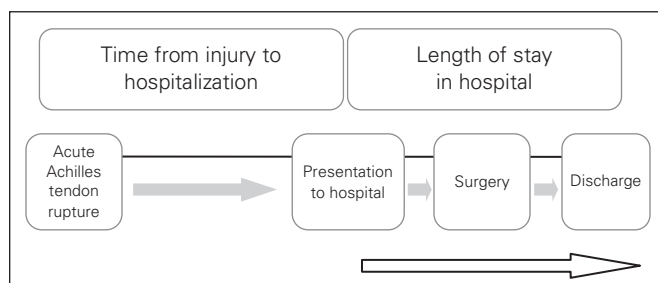 Time from injury to
hospitalization
Length of stay
in hospital
Acute
Achilles
tendon
rupture
Presentation
to hospital
Surgery
Discharge